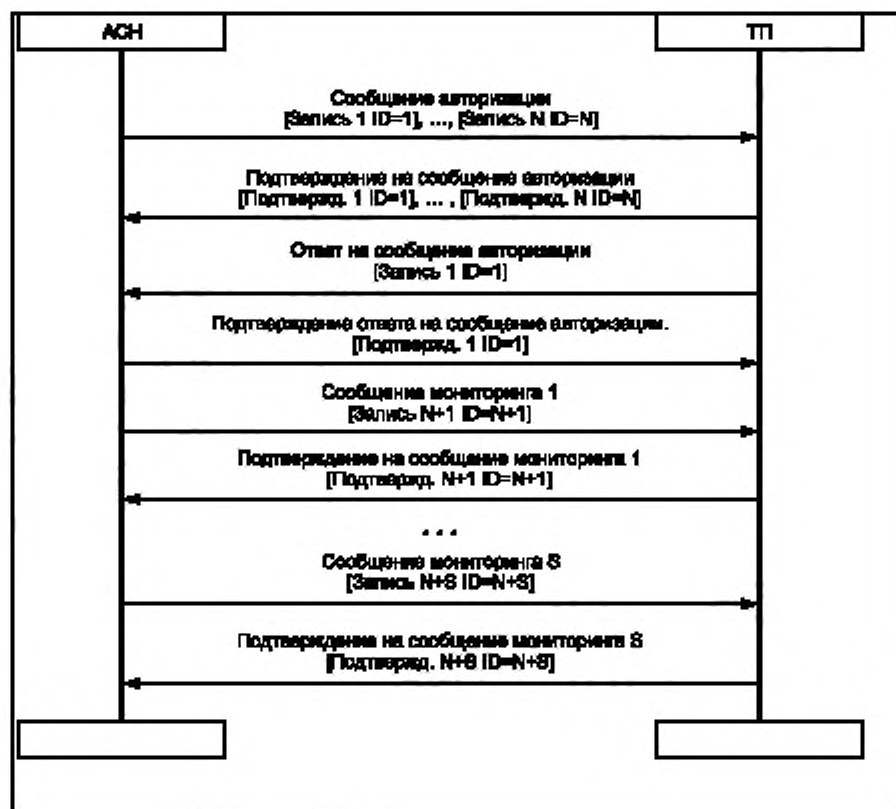 АСН
ТП
Сообщение авторизации
[Запись 1 ID=1], ..., [Запись N ID=N]
Подтверждение на сообщение авторизации
[Подтвержд. 1 ID=1], ... , [Подтвержд. N ID=N]
Ответ на сообщение авторизации
[Запись 1 ID=1]
Подтверждение ответа на сообщение авторизации.
[Подтвержд. 1 ID=1]
Сообщение мониторинга 1
[Запись N+1 ID=N+1]
Подтверждение на сообщение мониторинга 1
[Подтвержд. N+1 ID=N+1]
. . .
Сообщение мониторинга S
[Запись N+S ID=N+S]
Подтверждение на сообщение мониторинга S
[Подтвержд. N+S ID=N+S]